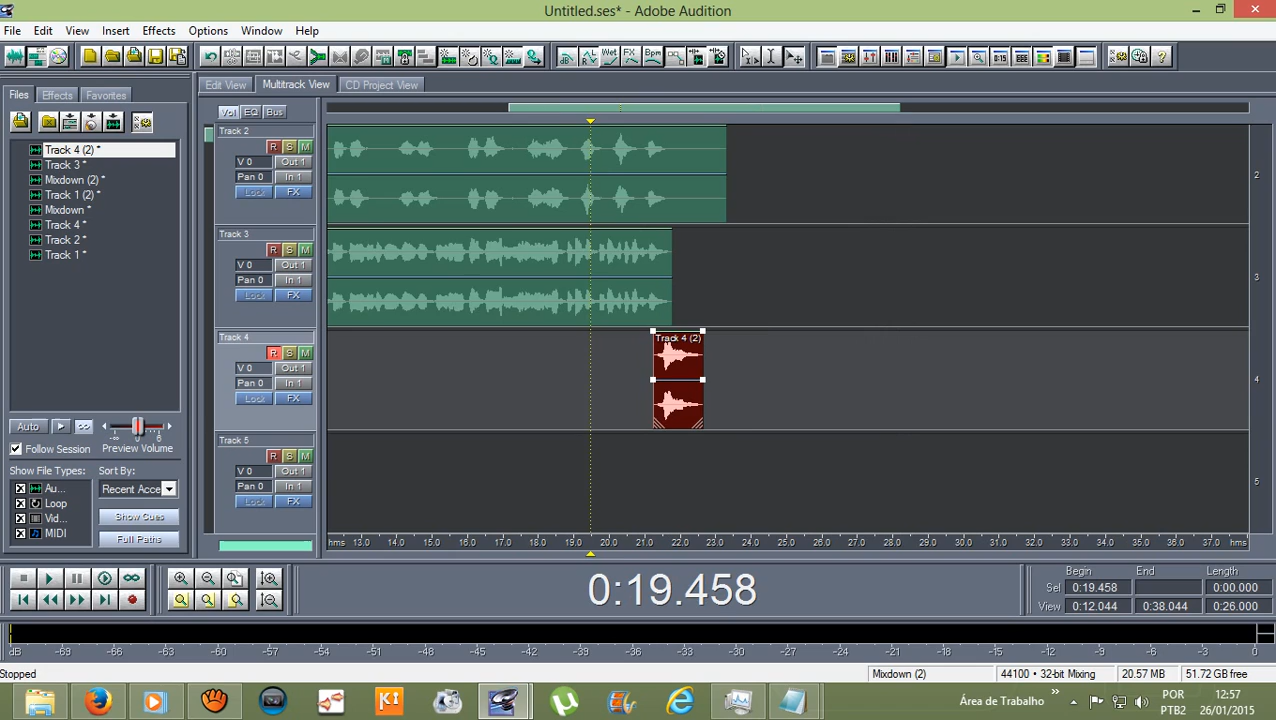 Untitled.ses* - Adobe Audition
File Edit View Insert Effects Options Window Help
Edit View Multitrack View CD Project View
Files Effects Favorites
Vol EQ Bus
Track 4 (2) *
Track 3 *
Mixdown (2) *
Track 1 (2) *
Mixdown *
Track 4 *
Track 2 *
Track 1 *
Auto
-∞ 0 6
Follow Session Preview Volume
Show File Types: Sort By:
Au...
Loop
Vid...
MIDI
Recent Acce
Show Cues
Full Paths
Track 2
R S M
V 0 Out 1
Pan 0 In 1
Lock FX
2
Track 3
R S M
V 0 Out 1
Pan 0 In 1
Lock FX
3
Track 4
R S M
V 0 Out 1
Pan 0 In 1
Lock FX
Track 4 (2)
4
Track 5
R S M
V 0 Out 1
Pan 0 In 1
Lock FX
5
hms 13.0 14.0 15.0 16.0 17.0 18.0 19.0 20.0 21.0 22.0 23.0 24.0 25.0 26.0 27.0 28.0 29.0 30.0 31.0 32.0 33.0 34.0 35.0 36.0 37.0 hms
0:19.458
Begin End Length
Sel 0:19.458 0:00.000
View 0:12.044 0:38.044 0:26.000
dB -69 -66 -63 -60 -57 -54 -51 -48 -45 -42 -39 -36 -33 -30 -27 -24 -21 -18 -15 -12 -9 -6 -3 0
Stopped
Mixdown (2) 44100 • 32-bit Mixing 20.57 MB 51.72 GB free
Área de Trabalho
POR
PTB2
12:57
26/01/2015